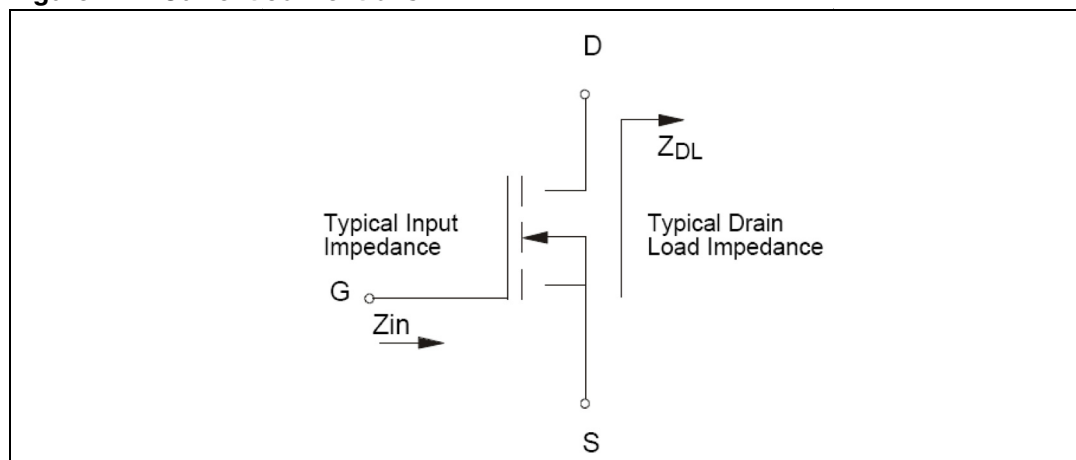 D
ZDL
Typical Input
Impedance
Typical Drain
Load Impedance
G
Zin
S